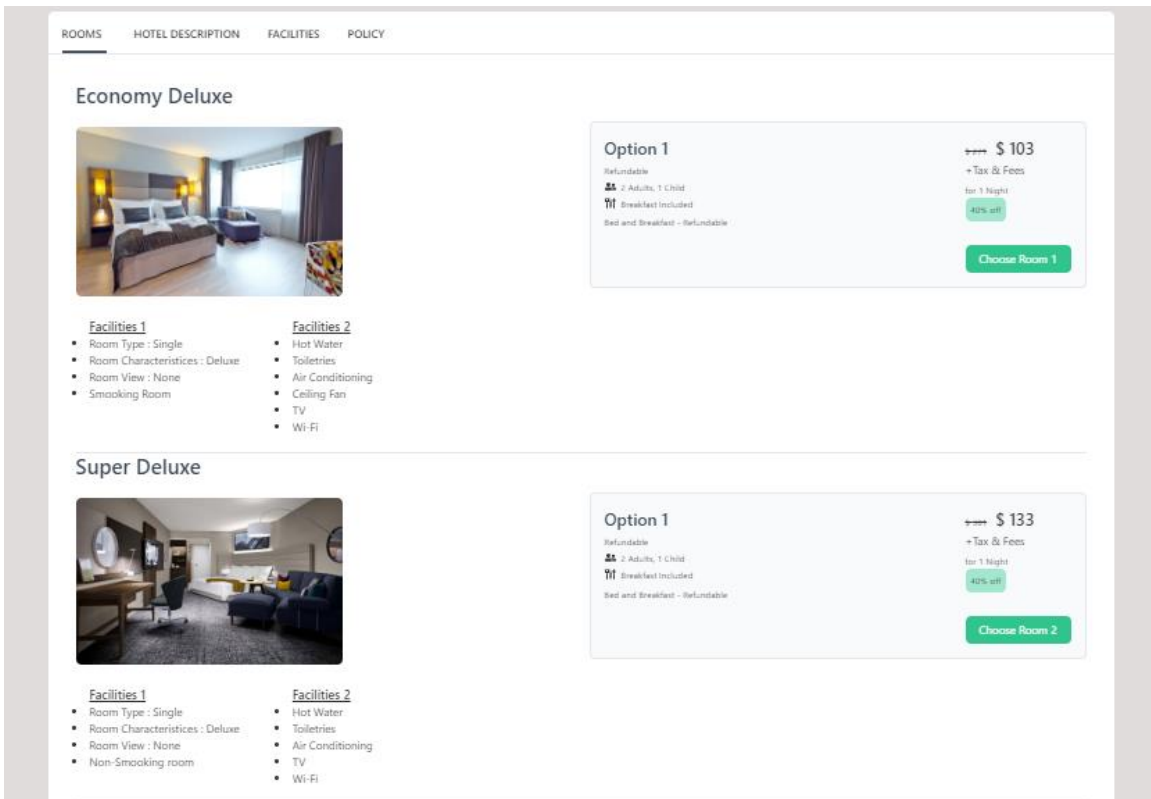 ROOMS HOTEL DESCRIPTION FACILITIES POLICY
Economy Deluxe
Option 1
$ 103
Refundable
+Tax & Fees
2 Adults, 1 Child
for 1 Night
Breakfast Included
40% off
Bed and Breakfast - Refundable
Choose Room 1
Facilities 1
Room Type : Single
Room Characteristices : Deluxe
Room View : None
Smooking Room
Facilities 2
Hot Water
Toiletries
Air Conditioning
Ceiling Fan
TV
Wi-Fi
Super Deluxe
Option 1
$ 133
Refundable
+Tax & Fees
2 Adults, 1 Child
for 1 Night
Breakfast Included
40% off
Bed and Breakfast - Refundable
Choose Room 2
Facilities 1
Room Type : Single
Room Characteristices : Deluxe
Room View : None
Non-Smooking room
Facilities 2
Hot Water
Toiletries
Air Conditioning
TV
Wi-Fi